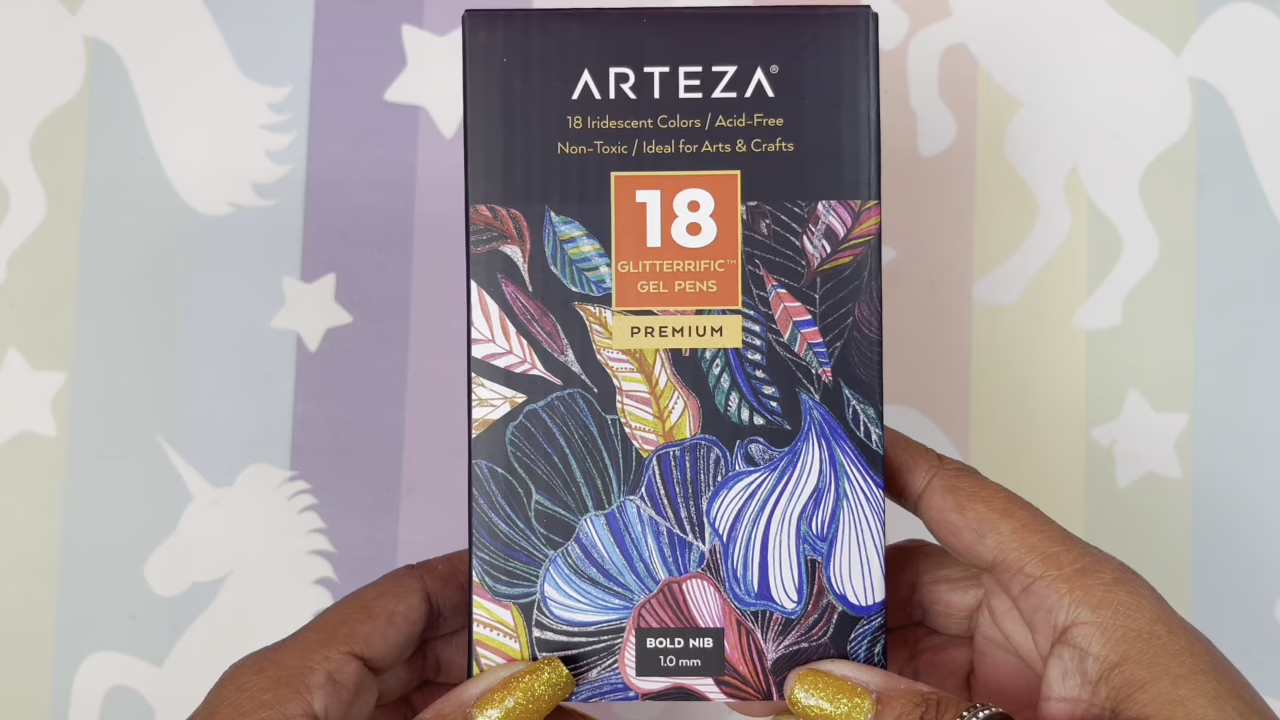 ARTEZA®
18 Iridescent Colors / Acid-Free
Non-Toxic / Ideal for Arts & Crafts
18
GLITTERRIFIC™
GEL PENS
PREMIUM
BOLD NIB
1.0 mm